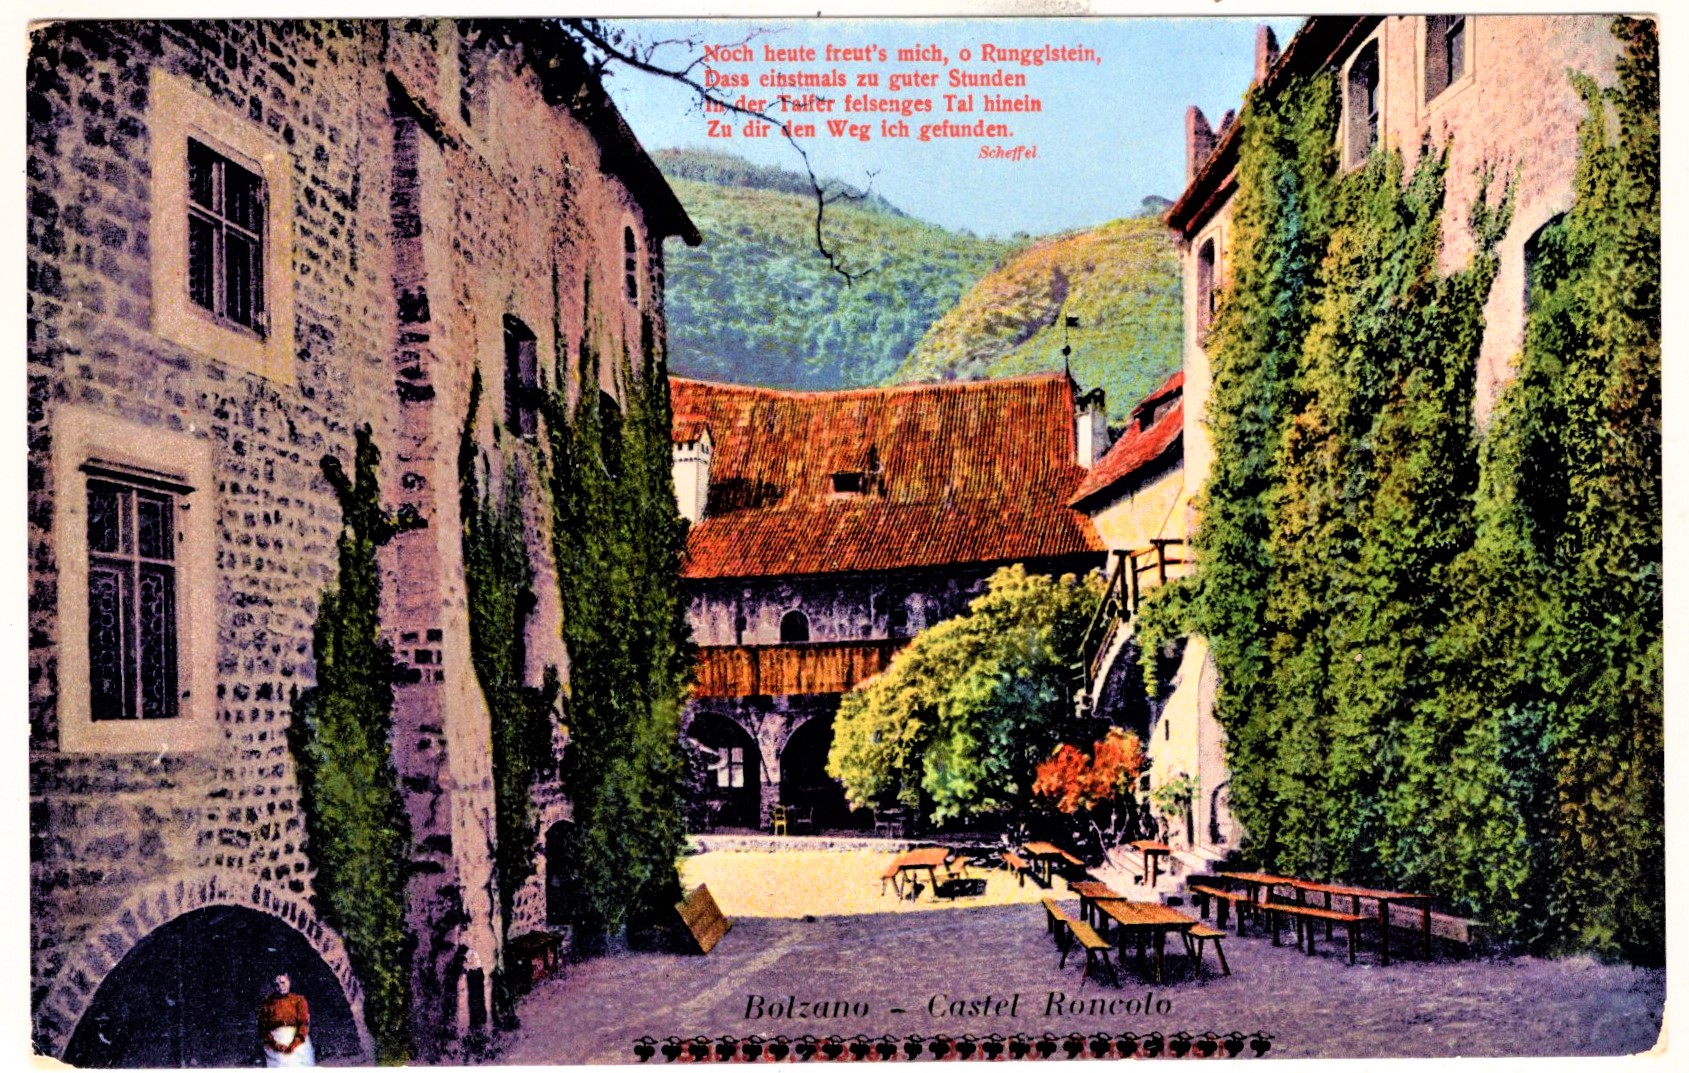 Noch heute freut's mich, o Rungglstein,
Dass einstmals zu guter Stunden
In der Talfer felsenges Tal hinein
Zu dir den Weg ich gefunden.
Scheffel.
Bolzano - Castel Roncolo